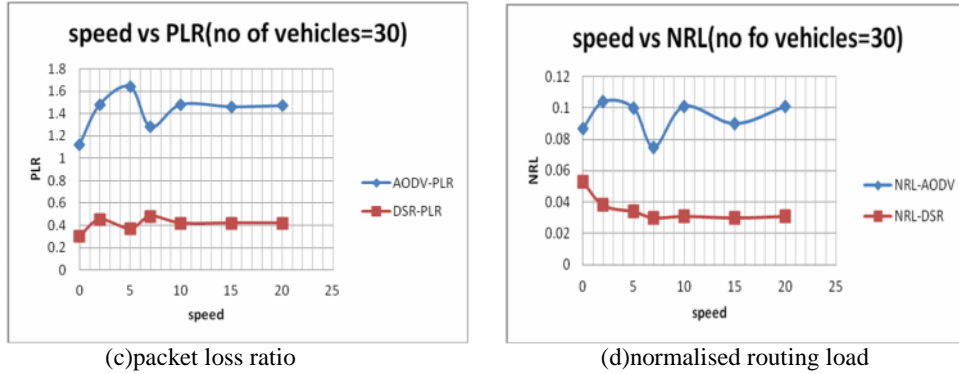 speed vs PLR(no of vehicles=30)
1.8
1.6
1.4
1.2
1
0.8
0.6
0.4
0.2
0
PLR
0 5 10 15 20 25
speed
AODV-PLR
DSR-PLR
(c)packet loss ratio
speed vs NRL(no fo vehicles=30)
0.12
0.1
0.08
0.06
0.04
0.02
0
NRL
0 5 10 15 20 25
speed
NRL-AODV
NRL-DSR
(d)normalised routing load